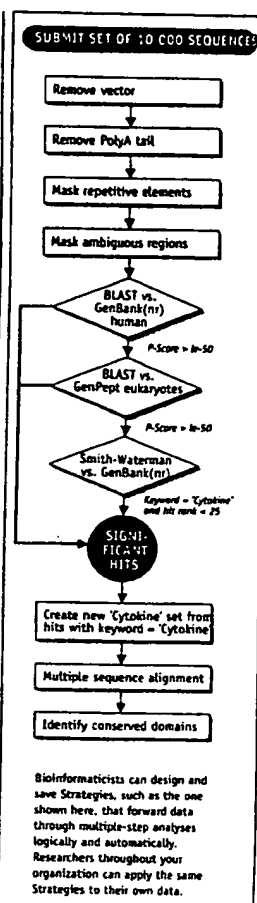 SUBMIT SET OF 10 000 SEQUENCES
Remove vector
Remove PolyA tail
Mask repetitive elements
Mask ambiguous regions
BLAST vs.
GenBank(nr)
human
P-Score > 1e-50
BLAST vs.
GenPept eukaryotes
P-Score > 1e-50
Smith-Waterman
vs. GenBank(nr)
Keyword = "Cytokine"
and hit rank < 25
SIGNI-
FICANT
HITS
Create new 'Cytokine' set from
hits with keyword = 'Cytokine'
Multiple sequence alignment
Identify conserved domains
Bioinformaticists can design and
save Strategies, such as the one
shown here, that forward data
through multiple-step analyses
logically and automatically.
Researchers throughout your
organization can apply the same
Strategies to their own data.